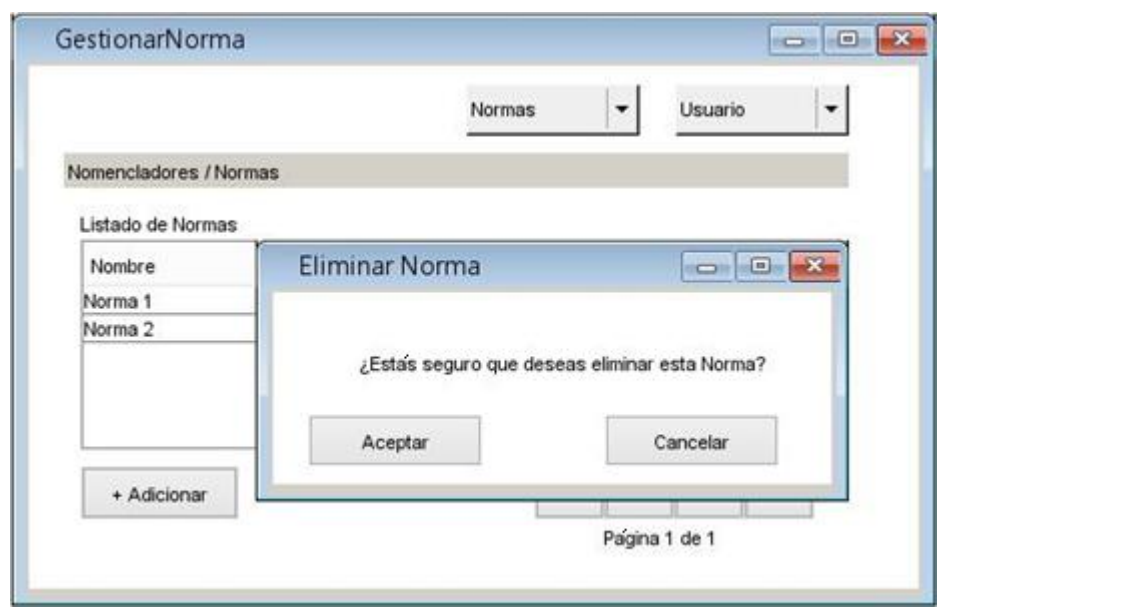 GestionarNorma
Normas
Usuario
Nomencladores / Normas
Listado de Normas
Nombre
Norma 1
Norma 2
Eliminar Norma
¿Estás seguro que deseas eliminar esta Norma?
Aceptar
Cancelar
+ Adicionar
Página 1 de 1